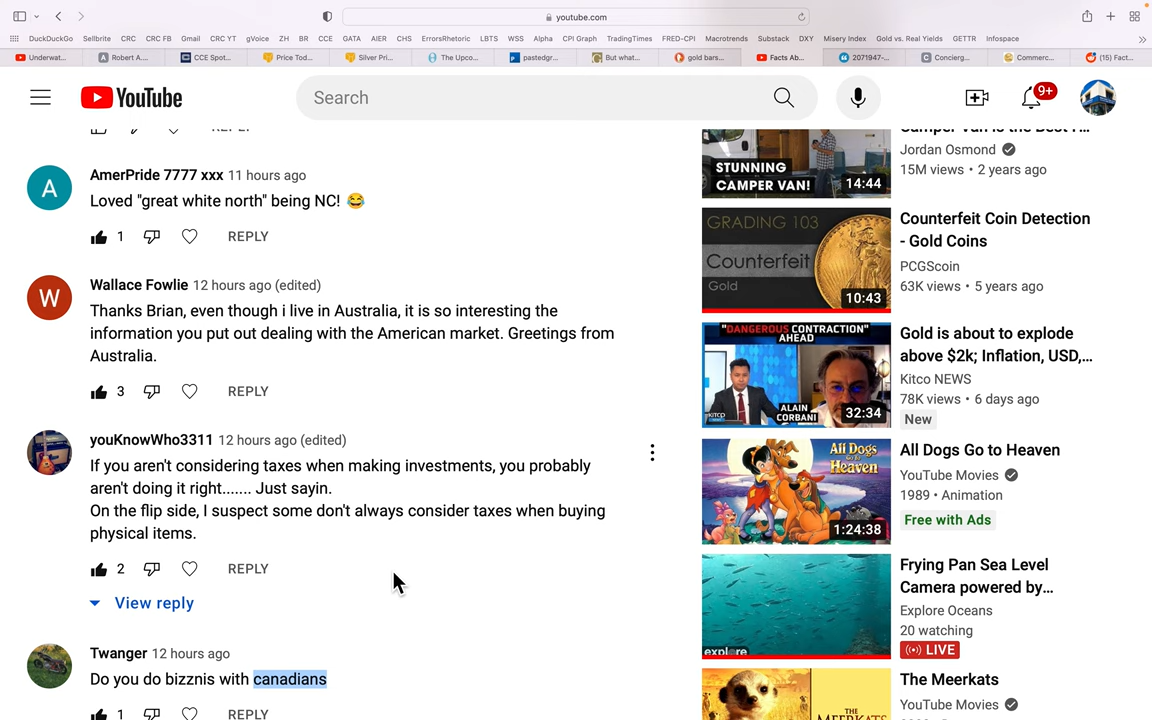 youtube.com
DuckDuckGo Sellbrite CRC CRC FB Gmail CRC YT gVoice ZH BR CCE GATA AIER CHS ErrorsRhetoric LBTS WSS Alpha CPI Graph TradingTimes FRED-CPI Macrotrends Substack DXY Misery Index Gold vs. Real Yields GETTR Infospace
Underwat... Robert A.... CCE Spot... Price Tod... Silver Pri... The Upco... pastedgr... But what... gold bars... Facts Ab... 2071947-... Concierg... Commerc... (15) Fact...
YouTube
Search
9+
REPLY
AmerPride 7777 xxx 11 hours ago
Loved "great white north" being NC! 😂
1 REPLY
Wallace Fowlie 12 hours ago (edited)
Thanks Brian, even though i live in Australia, it is so interesting the
information you put out dealing with the American market. Greetings from
Australia.
3 REPLY
youKnowWho3311 12 hours ago (edited)
If you aren't considering taxes when making investments, you probably
aren't doing it right....... Just sayin.
On the flip side, I suspect some don't always consider taxes when buying
physical items.
2 REPLY
View reply
Twanger 12 hours ago
Do you do bizznis with canadians
1 REPLY
STUNNING
CAMPER VAN!
14:44
Camper Van is the Best
Jordan Osmond
15M views • 2 years ago
GRADING 103
Counterfeit
Gold
10:43
Counterfeit Coin Detection
- Gold Coins
PCGScoin
63K views • 5 years ago
"DANGEROUS CONTRACTION"
AHEAD
KITCO
ALAIN
CORBANI
32:34
Gold is about to explode
above $2k; Inflation, USD,...
Kitco NEWS
78K views • 6 days ago
New
All Dogs Go to
Heaven
1:24:38
All Dogs Go to Heaven
YouTube Movies
1989 • Animation
Free with Ads
explore
Frying Pan Sea Level
Camera powered by...
Explore Oceans
20 watching
LIVE
THE
MEERKATS
The Meerkats
YouTube Movies